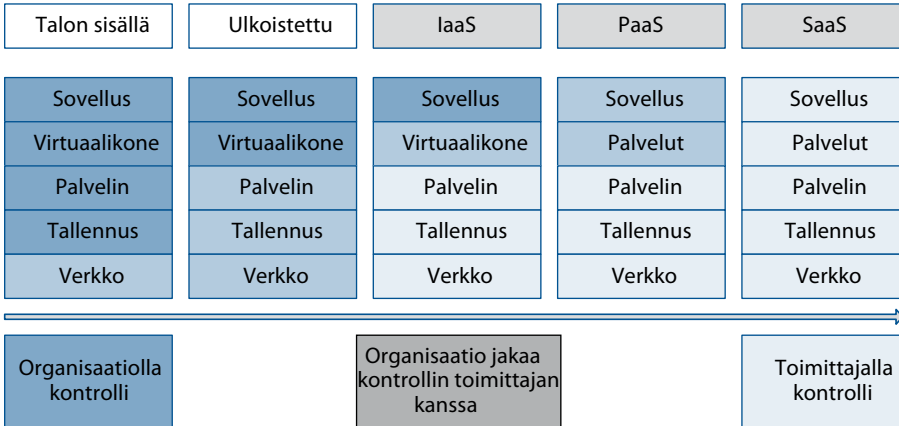 Talon sisällä
Ulkoistettu
IaaS
PaaS
SaaS
Sovellus
Virtuaalikone
Palvelin
Tallennus
Verkko
Sovellus
Virtuaalikone
Palvelin
Tallennus
Verkko
Sovellus
Virtuaalikone
Palvelin
Tallennus
Verkko
Sovellus
Palvelut
Palvelin
Tallennus
Verkko
Sovellus
Palvelut
Palvelin
Tallennus
Verkko
Organisaatiolla
kontrolli
Organisaatio jakaa
kontrollin toimittajan
kanssa
Toimittajalla
kontrolli